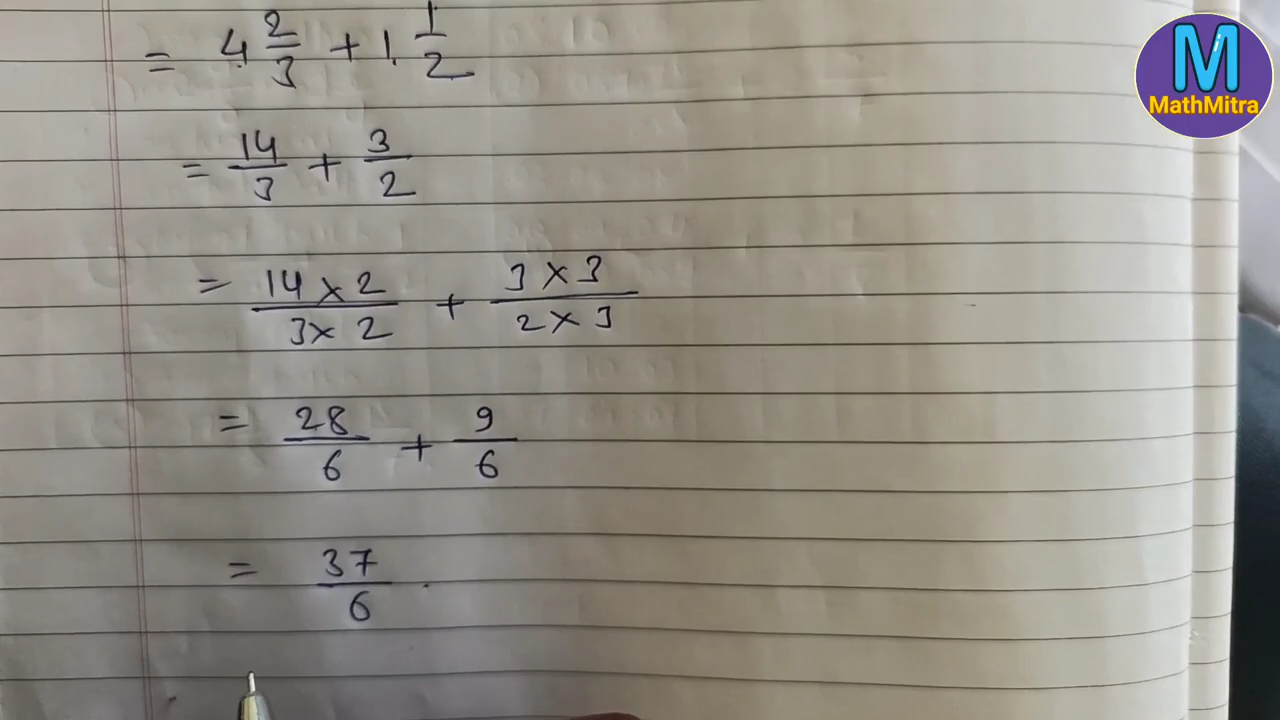 = 4 2/3 + 1 1/2
= 14/3 + 3/2
= 14 × 2/3 × 2 + 3 × 3/2 × 3
= 28/6 + 9/6
= 37/6
M
MathMitra